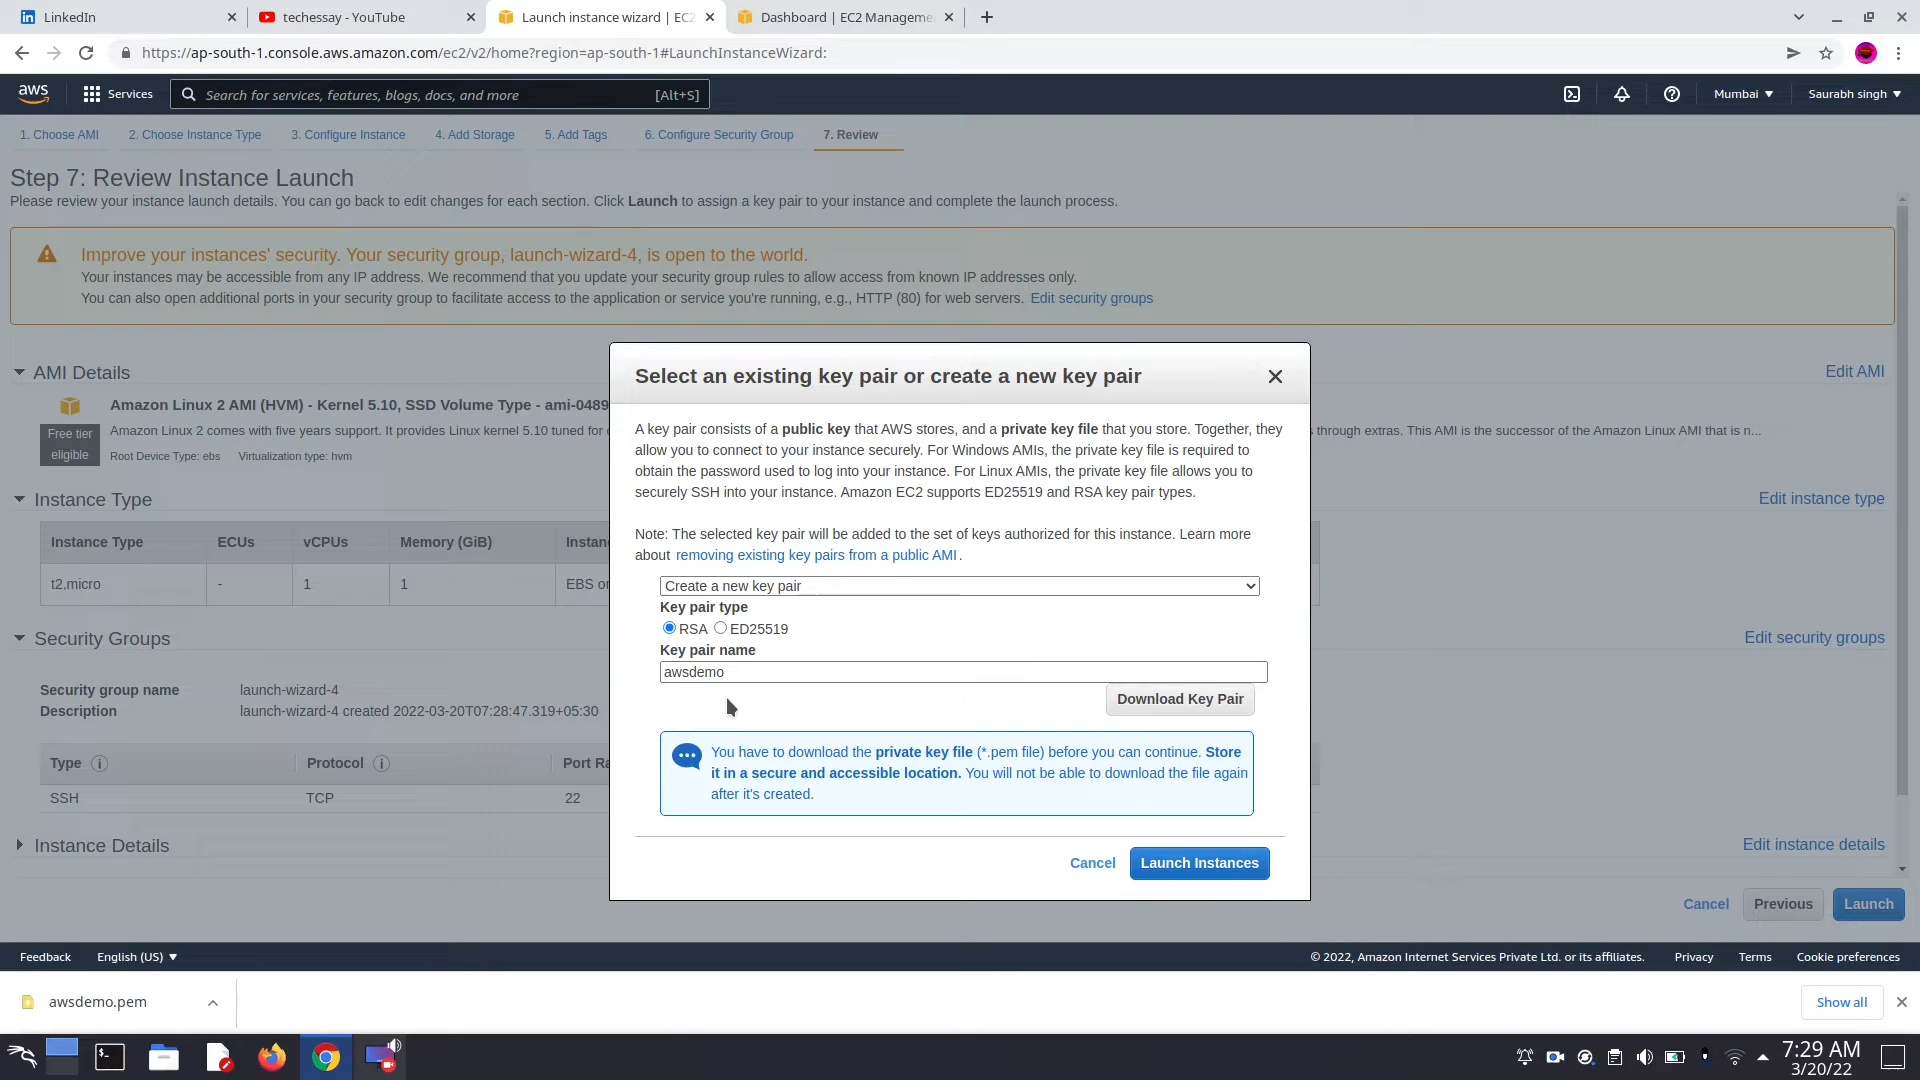 LinkedIn
techessay - YouTube
Launch instance wizard | EC2
Dashboard | EC2 Manageme
https://ap-south-1.console.aws.amazon.com/ec2/v2/home?region=ap-south-1#LaunchInstanceWizard:
aws
Services
Search for services, features, blogs, docs, and more
[Alt+S]
Mumbai
Saurabh singh
1. Choose AMI
2. Choose Instance Type
3. Configure Instance
4. Add Storage
5. Add Tags
6. Configure Security Group
7. Review
Step 7: Review Instance Launch
Please review your instance launch details. You can go back to edit changes for each section. Click Launch to assign a key pair to your instance and complete the launch process.
Improve your instances' security. Your security group, launch-wizard-4, is open to the world.
Your instances may be accessible from any IP address. We recommend that you update your security group rules to allow access from known IP addresses only.
You can also open additional ports in your security group to facilitate access to the application or service you're running, e.g., HTTP (80) for web servers. Edit security groups
AMI Details
Edit AMI
Amazon Linux 2 AMI (HVM) - Kernel 5.10, SSD Volume Type - ami-0489
Free tier
eligible
Amazon Linux 2 comes with five years support. It provides Linux kernel 5.10 tuned for
through extras. This AMI is the successor of the Amazon Linux AMI that is n...
Root Device Type: ebs
Virtualization type: hvm
Instance Type
Edit instance type
Instance Type
ECUs
vCPUs
Memory (GiB)
Instan
t2.micro
-
1
1
EBS on
Security Groups
Edit security groups
Security group name
launch-wizard-4
Description
launch-wizard-4 created 2022-03-20T07:28:47.319+05:30
Type
Protocol
Port Ra
SSH
TCP
22
Instance Details
Edit instance details
Select an existing key pair or create a new key pair
A key pair consists of a public key that AWS stores, and a private key file that you store. Together, they
allow you to connect to your instance securely. For Windows AMIs, the private key file is required to
obtain the password used to log into your instance. For Linux AMIs, the private key file allows you to
securely SSH into your instance. Amazon EC2 supports ED25519 and RSA key pair types.
Note: The selected key pair will be added to the set of keys authorized for this instance. Learn more
about removing existing key pairs from a public AMI.
Create a new key pair
Key pair type
RSA
ED25519
Key pair name
awsdemo
Download Key Pair
You have to download the private key file (*.pem file) before you can continue. Store
it in a secure and accessible location. You will not be able to download the file again
after it's created.
Cancel
Launch Instances
Cancel
Previous
Launch
Feedback
English (US)
© 2022, Amazon Internet Services Private Ltd. or its affiliates.
Privacy
Terms
Cookie preferences
awsdemo.pem
Show all
7:29 AM
3/20/22